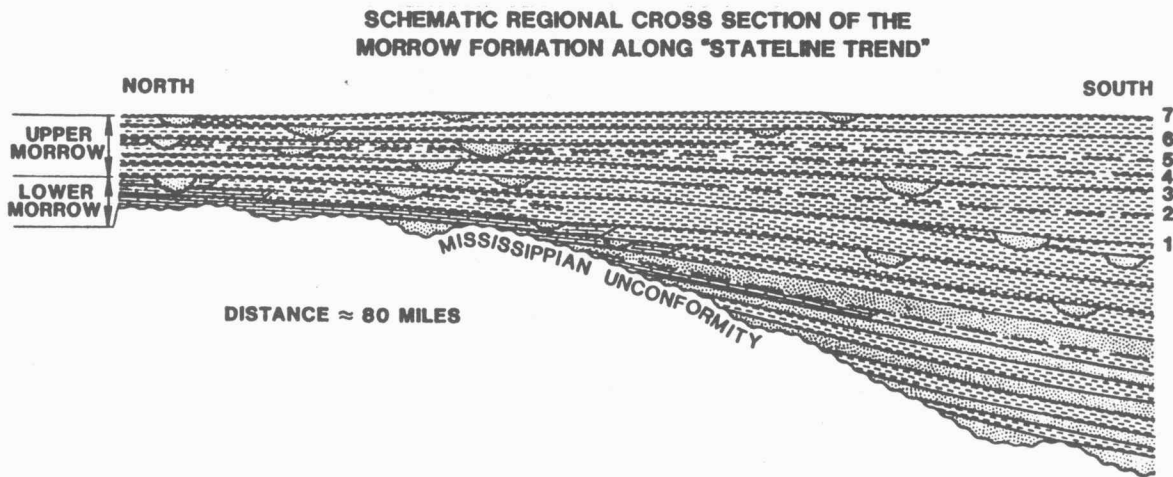 SCHEMATIC REGIONAL CROSS SECTION OF THE
MORROW FORMATION ALONG "STATELINE TREND"
NORTH
SOUTH
UPPER
MORROW
LOWER
MORROW
7
6
5
4
3
2
1
MISSISSIPPIAN UNCONFORMITY
DISTANCE ≈ 80 MILES